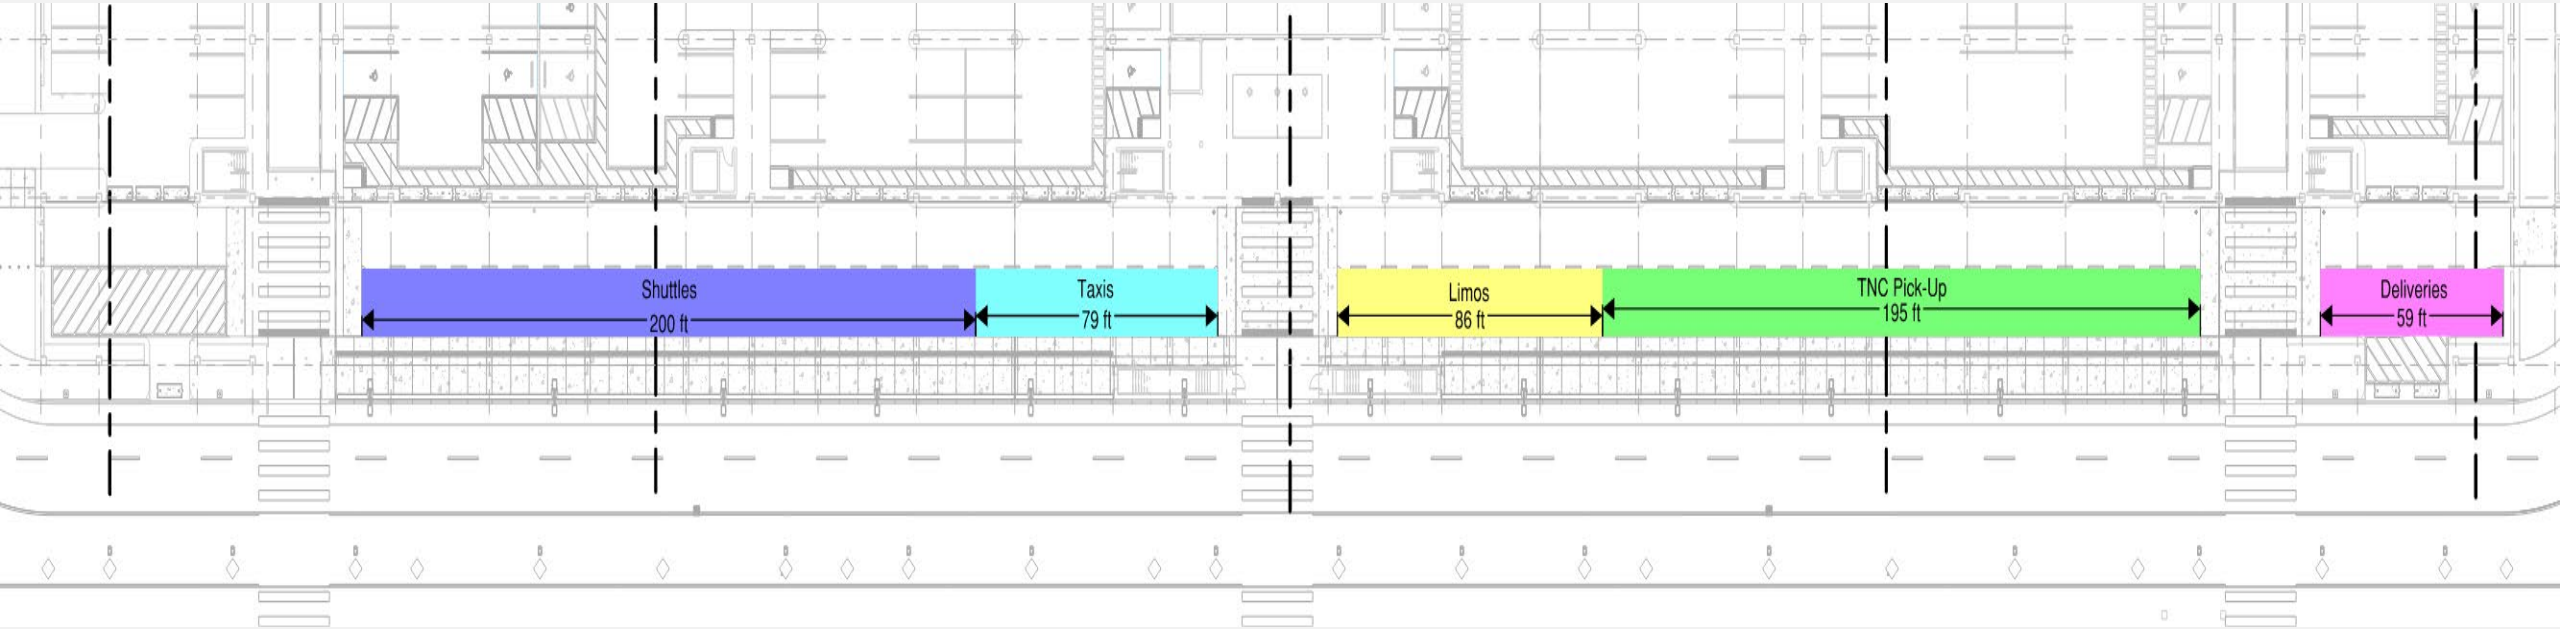 Shuttles
200 ft
Taxis
79 ft
Limos
86 ft
TNC Pick-Up
195 ft
Deliveries
59 ft